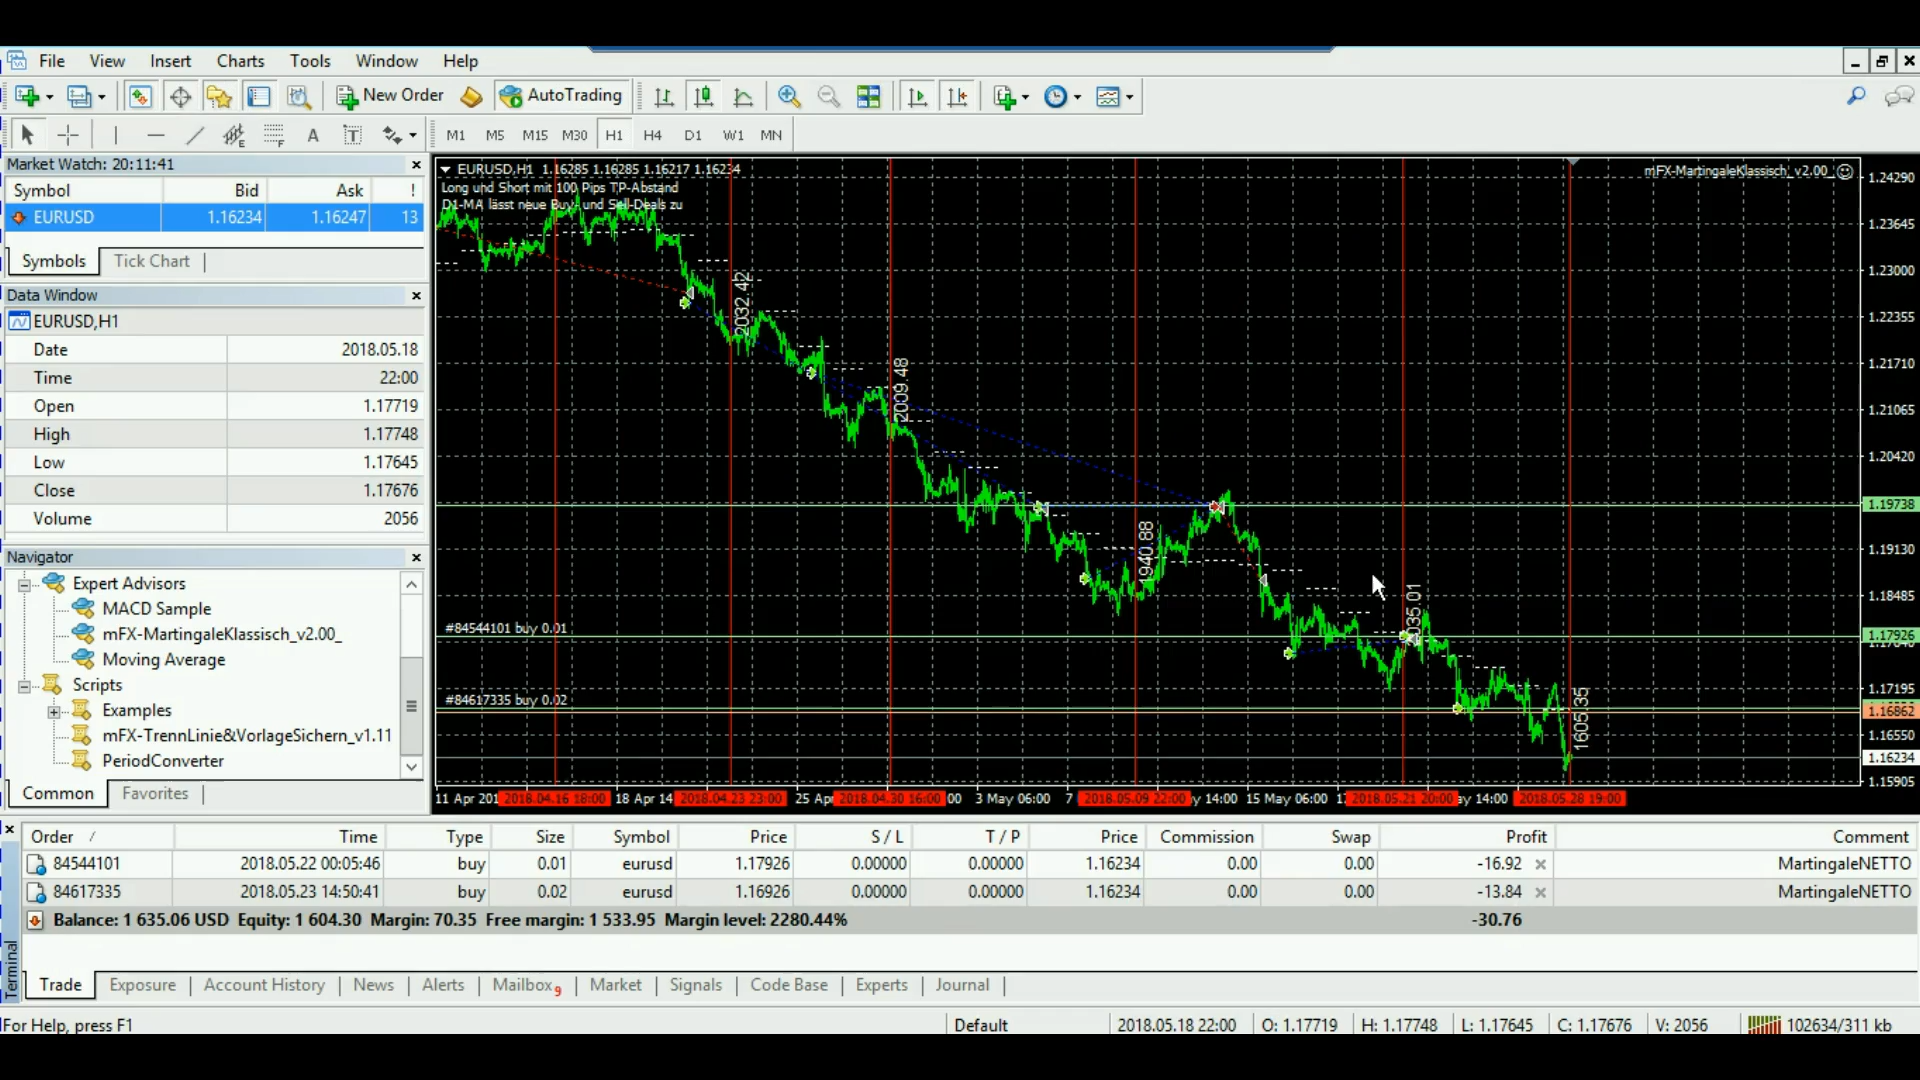 File View Insert Charts Tools Window Help
New Order AutoTrading
A T M1 M5 M15 M30 H1 H4 D1 W1 MN
Market Watch: 20:11:41
Symbol Bid Ask !
EURUSD 1.16234 1.16247 13
Symbols Tick Chart
Data Window
EURUSD,H1
Date 2018.05.18
Time 22:00
Open 1.17719
High 1.17748
Low 1.17645
Close 1.17676
Volume 2056
Navigator
Expert Advisors
MACD Sample
mFX-MartingaleKlassisch_v2.00_
Moving Average
Scripts
Examples
mFX-TrennLinie&VorlageSichern_v1.11
PeriodConverter
Common Favorites
EURUSD,H1 1.16285 1.16285 1.16217 1.16234
Long und Short mit 100 Pips TP-Abstand
D1-MA lässt neue Buy- und Sell-Deals zu
mFX-MartingaleKlassisch_v2.00_
2032.42
2009.48
1940.88
2035.01
1605.35
#84544101 buy 0.01
#84617335 buy 0.02
1.24290
1.23645
1.23000
1.22355
1.21710
1.21065
1.20420
1.19738
1.19130
1.18485
1.17926
1.17840
1.17195
1.16862
1.16550
1.16234
1.15905
11 Apr 201 2018.04.16 18:00 18 Apr 14 2018.04.23 23:00 25 Ap 2018.04.30 16:00 00 3 May 06:00 7 2018.05.09 22:00 y 14:00 15 May 06:00 1 2018.05.21 20:00 ay 14:00 2018.05.28 19:00
Order / Time Type Size Symbol Price S / L T / P Price Commission Swap Profit Comment
84544101 2018.05.22 00:05:46 buy 0.01 eurusd 1.17926 0.00000 0.00000 1.16234 0.00 0.00 -16.92 MartingaleNETTO
84617335 2018.05.23 14:50:41 buy 0.02 eurusd 1.16926 0.00000 0.00000 1.16234 0.00 0.00 -13.84 MartingaleNETTO
Balance: 1 635.06 USD Equity: 1 604.30 Margin: 70.35 Free margin: 1 533.95 Margin level: 2280.44% -30.76
Terminal
Trade Exposure Account History News Alerts Mailbox 9 Market Signals Code Base Experts Journal
For Help, press F1 Default 2018.05.18 22:00 O: 1.17719 H: 1.17748 L: 1.17645 C: 1.17676 V: 2056 102634/311 kb